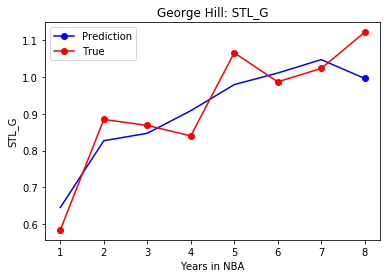 George Hill: STL_G
Prediction
True
STL_G
1.1
1.0
0.9
0.8
0.7
0.6
1 2 3 4 5 6 7 8
Years in NBA